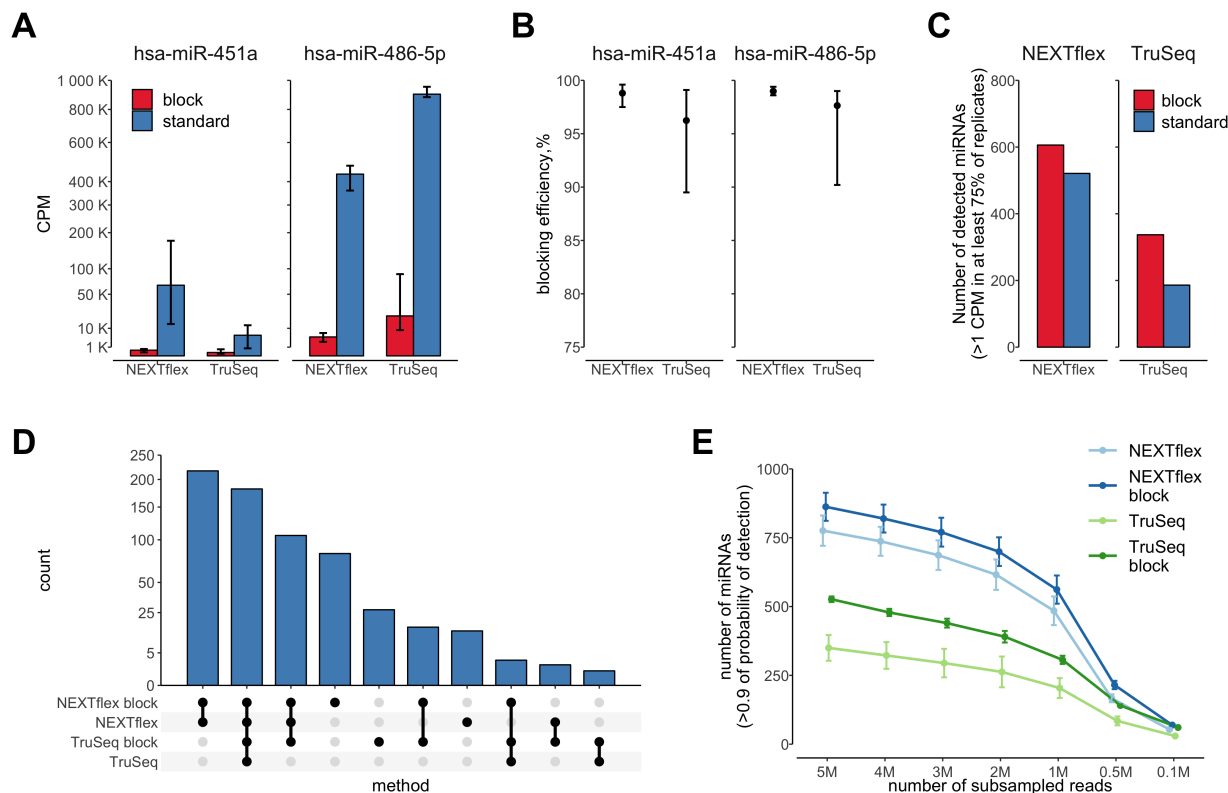 A
hsa-miR-451a
hsa-miR-486-5p
CPM
1 000 K
800 K
600 K
400 K
300 K
200 K
100 K
50 K
10 K
1 K
block
standard
NEXTflex
TruSeq
NEXTflex
TruSeq
B
hsa-miR-451a
hsa-miR-486-5p
blocking efficiency,%
100
95
90
85
80
75
NEXTflex
TruSeq
NEXTflex
TruSeq
C
NEXTflex
TruSeq
Number of detected miRNAs
(>1 CPM in at least 75% of replicates)
800
600
400
200
0
block
standard
NEXTflex
TruSeq
D
count
250
200
150
100
50
25
5
0
NEXTflex block
NEXTflex
TruSeq block
TruSeq
method
E
number of miRNAs
(>0.9 of probability of detection)
1000
750
500
250
0
NEXTflex
NEXTflex
block
TruSeq
TruSeq
block
5M
4M
3M
2M
1M
0.5M
0.1M
number of subsampled reads